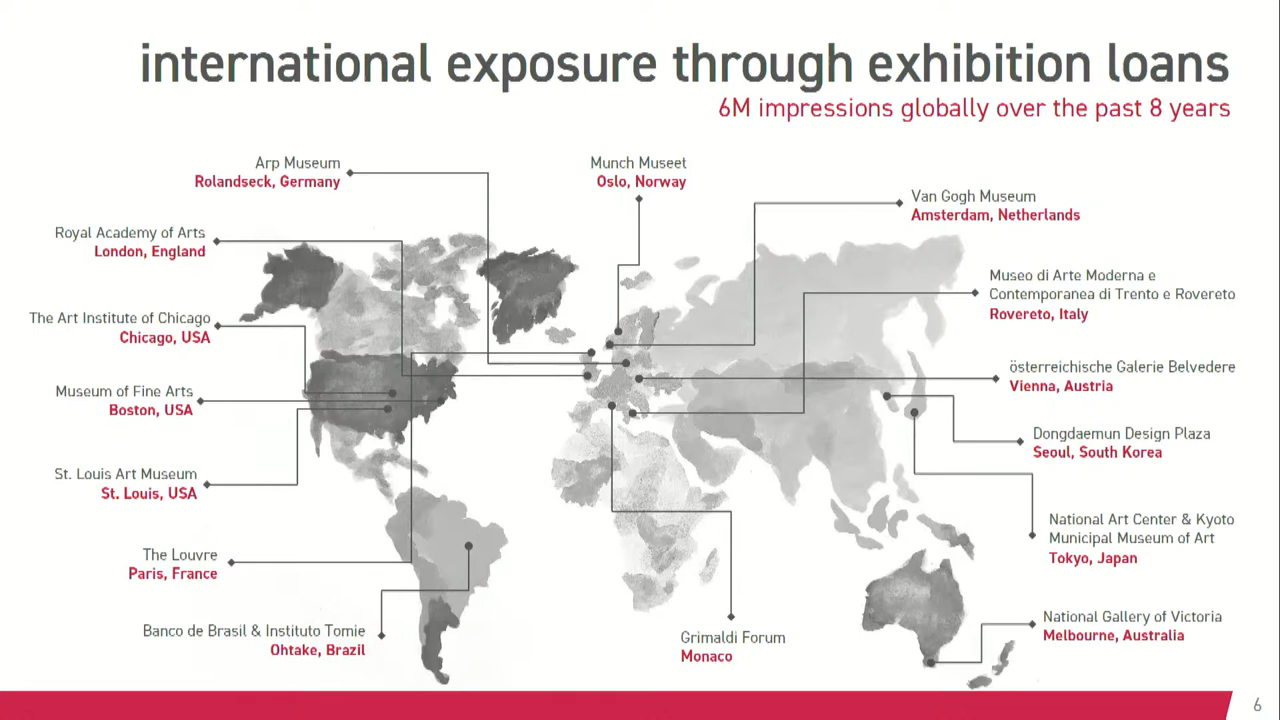 international exposure through exhibition loans
6M impressions globally over the past 8 years
Arp Museum
Rolandseck, Germany
Munch Museet
Oslo, Norway
Van Gogh Museum
Amsterdam, Netherlands
Royal Academy of Arts
London, England
Museo di Arte Moderna e
Contemporanea di Trento e Rovereto
Rovereto, Italy
The Art Institute of Chicago
Chicago, USA
österreichische Galerie Belvedere
Vienna, Austria
Museum of Fine Arts
Boston, USA
Dongdaemun Design Plaza
Seoul, South Korea
St. Louis Art Museum
St. Louis, USA
National Art Center & Kyoto
Municipal Museum of Art
Tokyo, Japan
The Louvre
Paris, France
National Gallery of Victoria
Melbourne, Australia
Banco de Brasil & Instituto Tomie
Ohtake, Brazil
Grimaldi Forum
Monaco
6